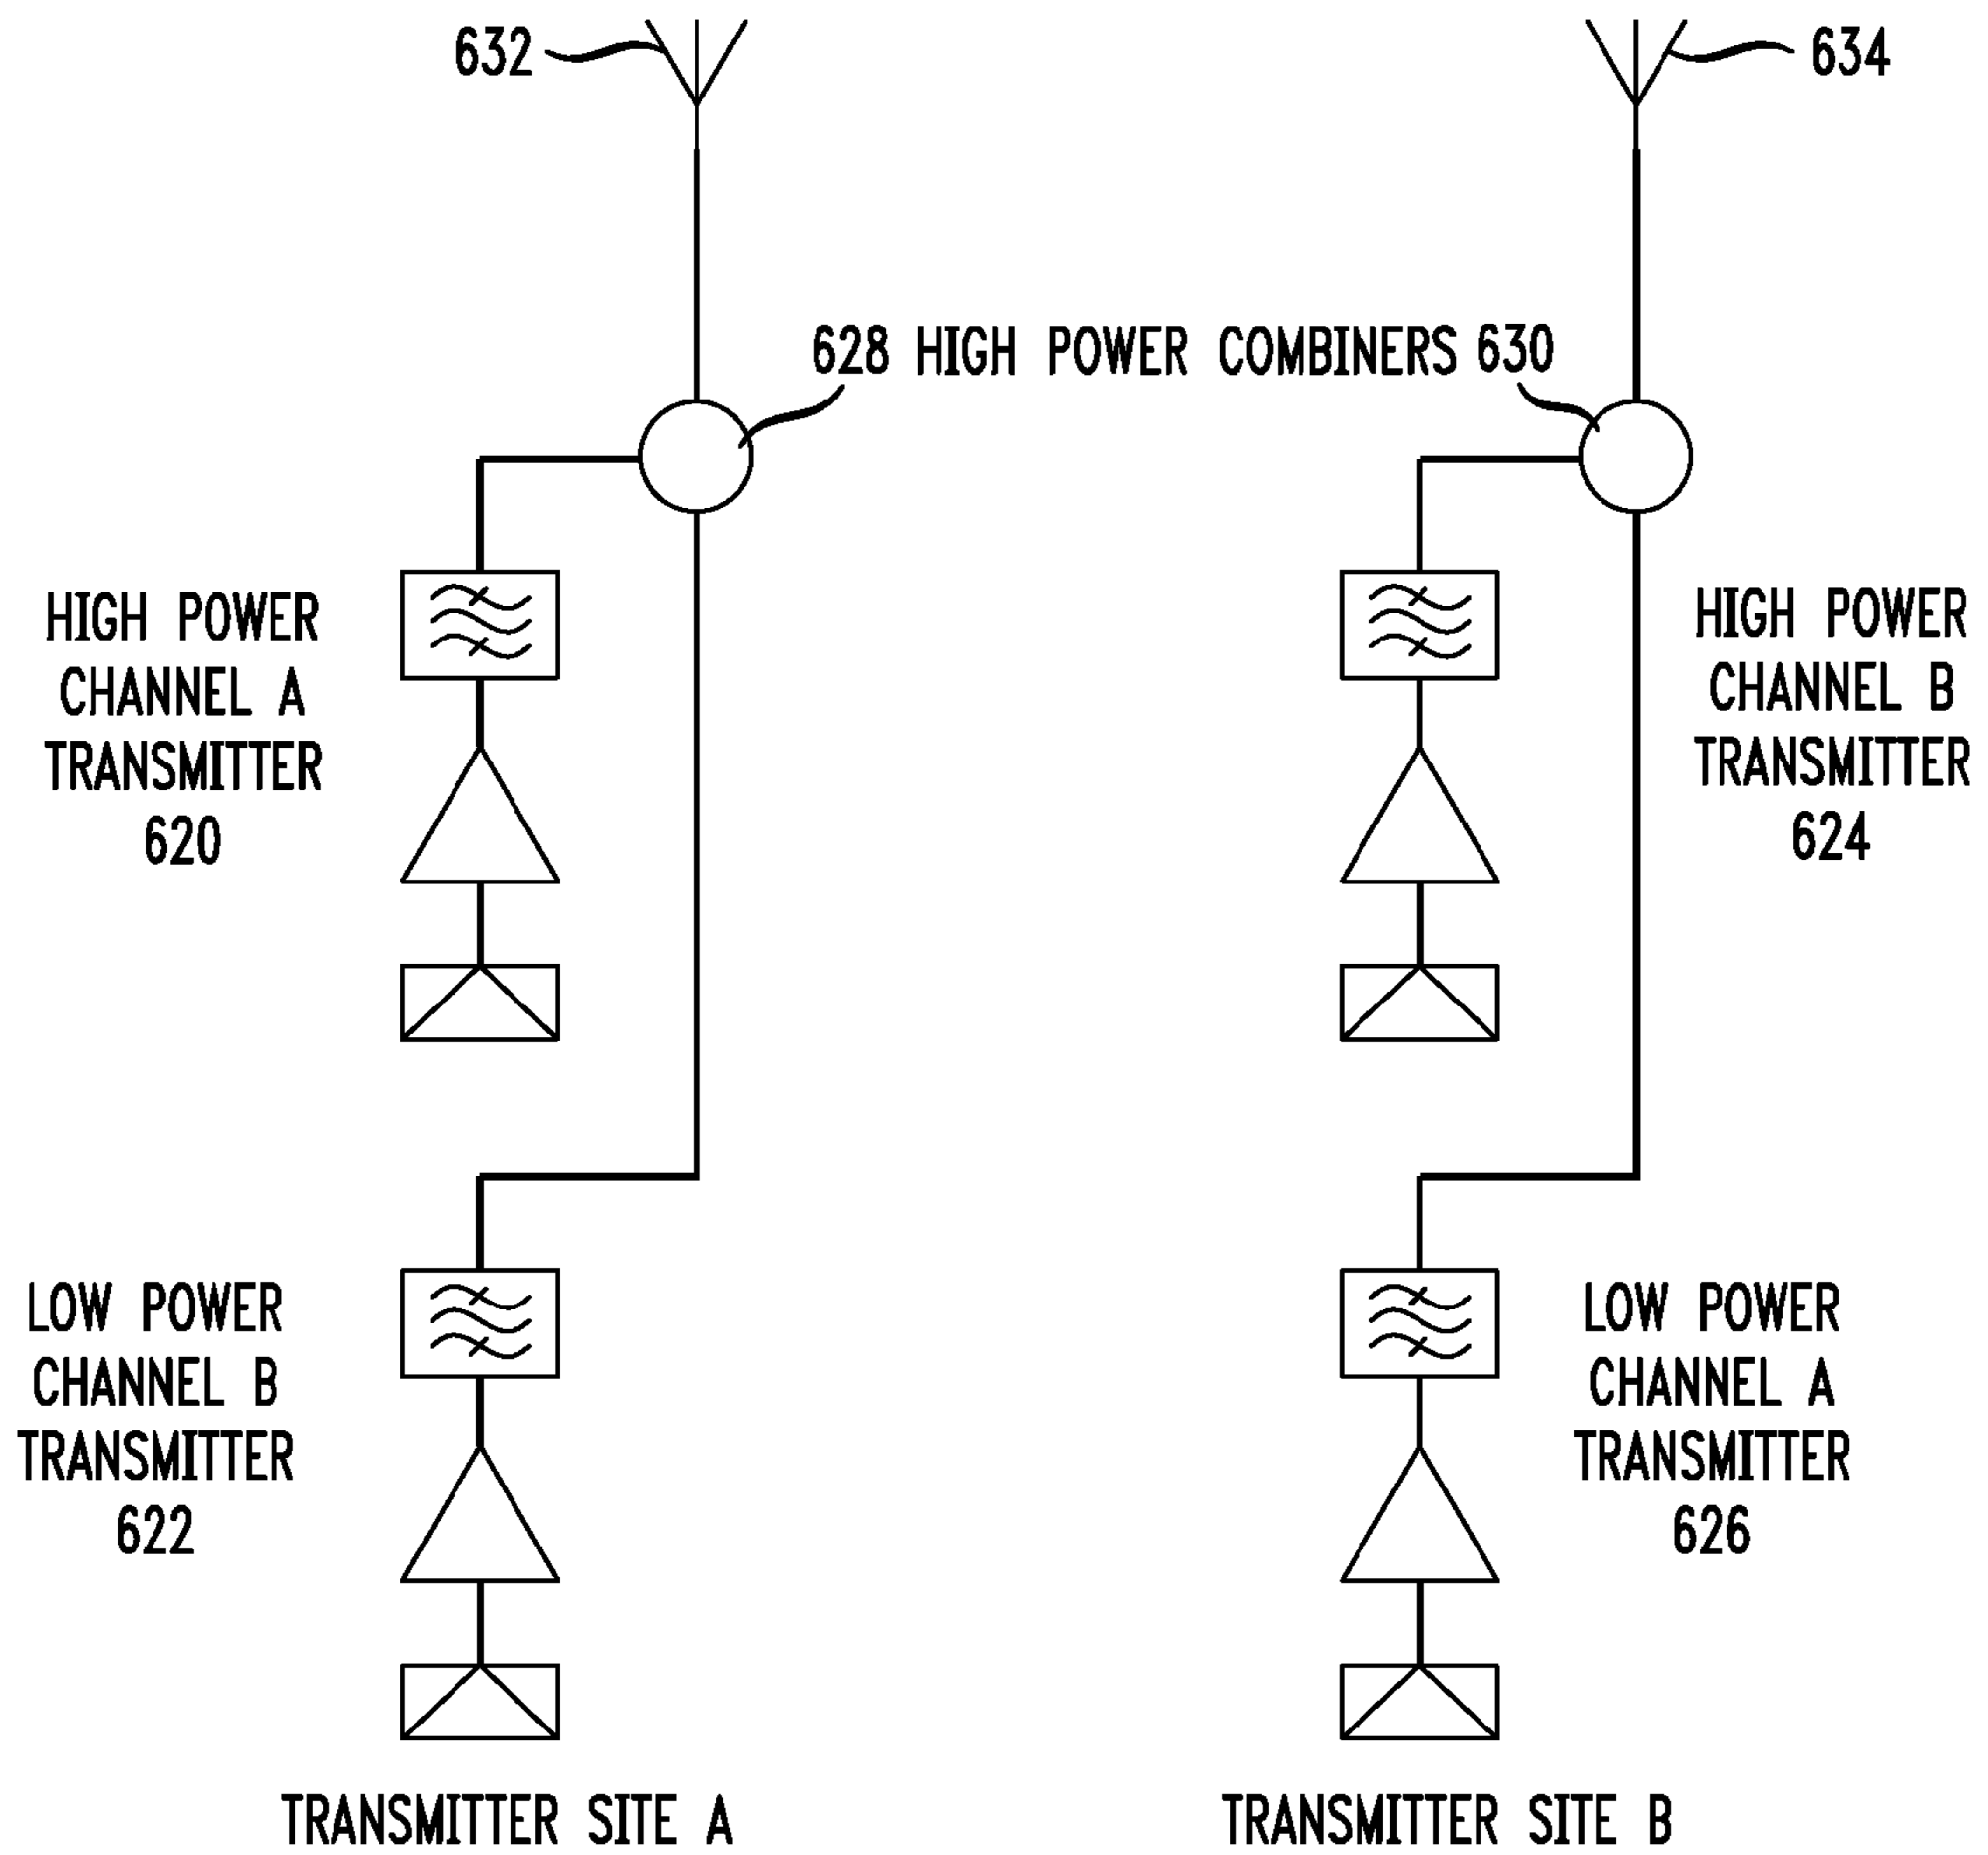 632
634
628 HIGH POWER COMBINERS 630
HIGH POWER
CHANNEL A
TRANSMITTER
620
HIGH POWER
CHANNEL B
TRANSMITTER
624
LOW POWER
CHANNEL B
TRANSMITTER
622
LOW POWER
CHANNEL A
TRANSMITTER
626
TRANSMITTER SITE A
TRANSMITTER SITE B